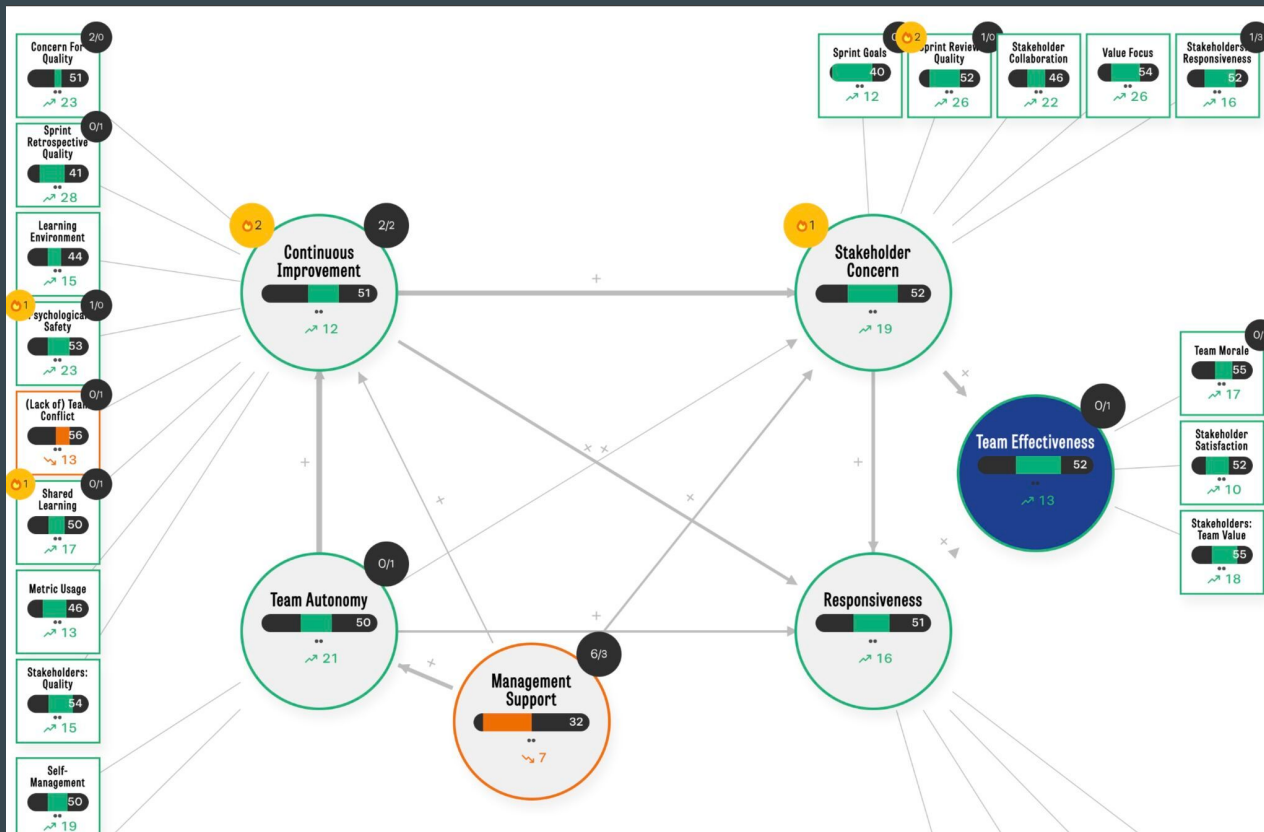 Concern For
Quality
2/0
51
23
Sprint
Retrospective
Quality
0/1
41
28
Learning
Environment
44
15
1
1/0
Safety
53
23
(Lack of)
Conflict
0/1
56
13
1
0/1
Shared
Learning
50
17
Metric Usage
46
13
Stakeholders:
Quality
54
15
Self-
Management
50
19
2
2/2
Continuous
Improvement
51
12
+
Sprint Goals
40
12
2
1/0
Quality
52
26
Stakeholder
Collaboration
46
22
Value Focus
54
26
1/3
Responsiveness
52
16
1
Stakeholder
Concern
52
19
×
Team Morale
55
17
0/1
Team Effectiveness
52
13
Stakeholder
Satisfaction
52
10
Stakeholders:
Team Value
55
18
+
× ×
+
×
×
×
0/1
Team Autonomy
50
21
+
×
6/3
Management
Support
32
7
Responsiveness
51
16